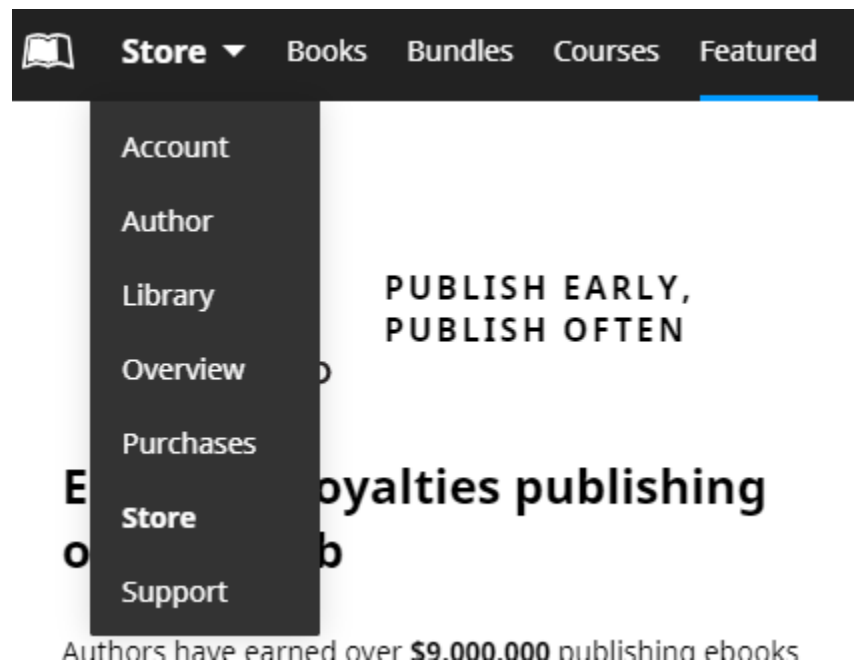 Store Books Bundles Courses Featured
Account
Author
Library
Overview
Purchases
Store
Support
PUBLISH EARLY,
PUBLISH OFTEN
oyalties publishing
Authors have earned over $9,000,000 publishing ebooks